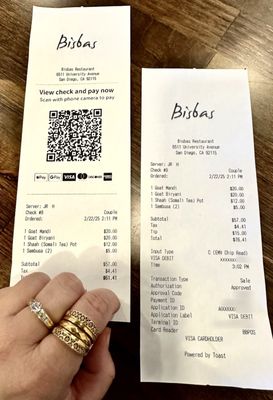 Bisbas
Bisbas Restaurant
6511 University Avenue
San Diego, CA 92115
View check and pay now
Scan with phone camera to pay
Pay
G Pay
VISA
Server: JR H
Check #8
Couple
Ordered:
2/22/25 2:11 PM
1 Goat Mandi
$20.00
1 Goat Biryani
$20.00
1 Shaah (Somali Tea) Pot
$12.00
1 Sambusa (2)
$5.00
Subtotal
$57.00
Tax
$4.41
$61.41
Bisbas
Bisbas Restaurant
6511 University Avenue
San Diego, CA 92115
Server: JR H
Check #8
Couple
Ordered:
2/22/25 2:11 PM
1 Goat Mandi
$20.00
1 Goat Biryani
$20.00
1 Shaah (Somali Tea) Pot
$12.00
1 Sambusa (2)
$5.00
Subtotal
$57.00
Tax
$4.41
Tip
$15.00
Total
$76.41
Input Type
C (EMV Chip Read)
VISA DEBIT
Time
3:02 PM
Transaction Type
Sale
Authorization
Approved
Approval Code
Payment ID
Application ID
Application Label
VISA DEBIT
Terminal ID
Card Reader
BBPOS
VISA CARDHOLDER
Powered by Toast